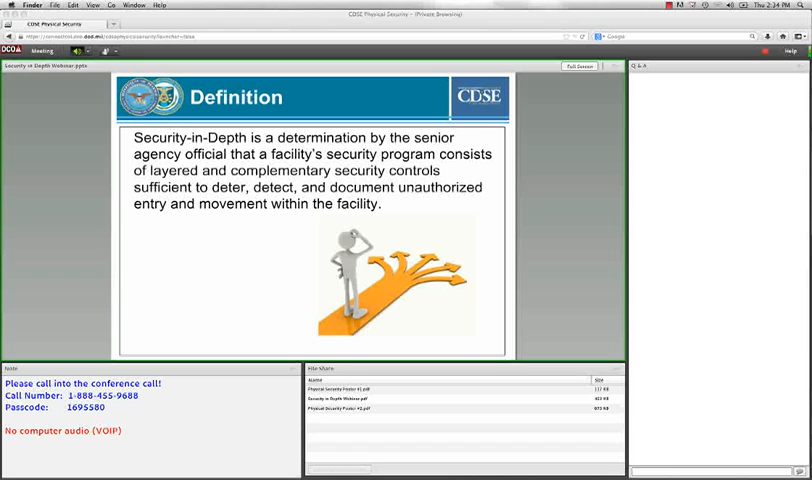 Finder File Edit View Go Window Help
Thu 2:34 PM
CDSE Physical Security - (Private Browsing)
CDSE Physical Security
Google
DCO
Meeting
Help
Security in Depth Webinar.pptx
Full Screen
Q & A
Definition
CDSE
Security-in-Depth is a determination by the senior
agency official that a facility's security program consists
of layered and complementary security controls
sufficient to deter, detect, and document unauthorized
entry and movement within the facility.
Note
Please call into the conference call!
Call Number: 1-888-455-9688
Passcode: 1695580
No computer audio (VOIP)
File Share
Name Size
Physical Security Poster #1.pdf 117 KB
Security in Depth Webinar.pdf
Physical Security Poster #2.pdf